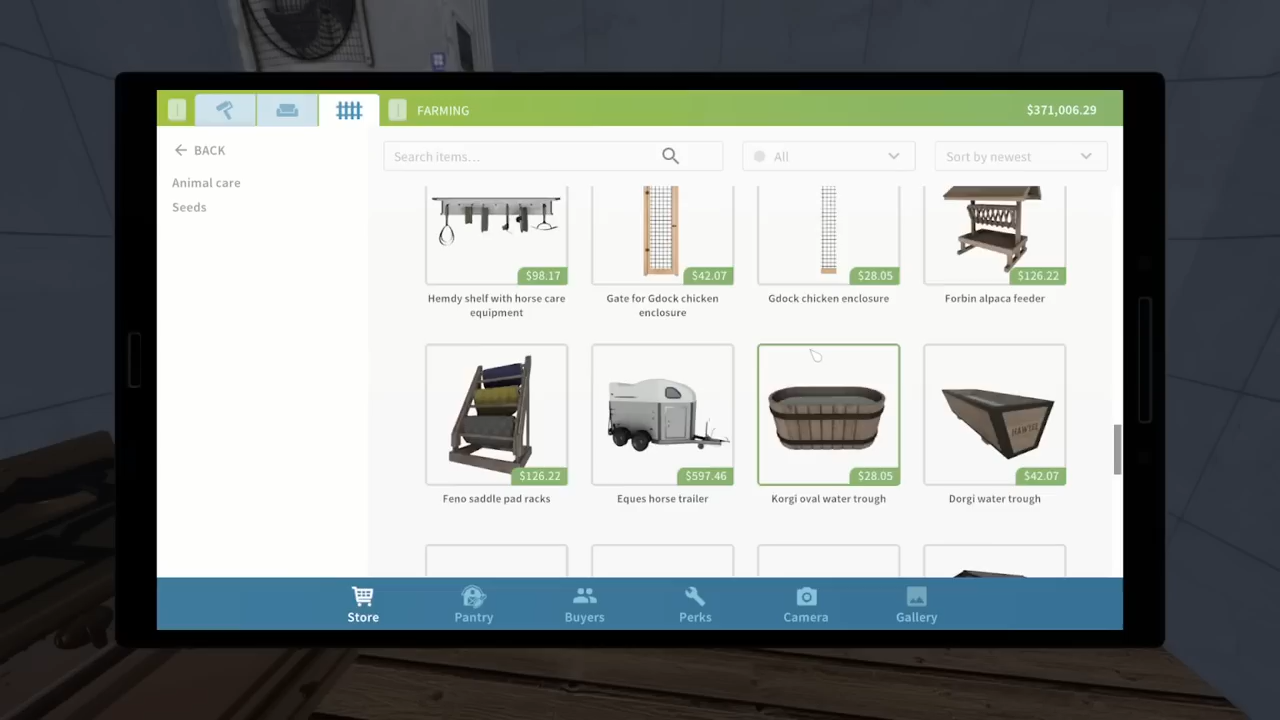 FARMING
$371,006.29
BACK
Search items...
All
Sort by newest
Animal care
Seeds
$98.17
$42.07
$28.05
$126.22
Hemdy shelf with horse care
equipment
Gate for Gdock chicken
enclosure
Gdock chicken enclosure
Forbin alpaca feeder
$126.22
$597.46
$28.05
HAWThE
$42.07
Feno saddle pad racks
Eques horse trailer
Korgi oval water trough
Dorgi water trough
Store
Pantry
Buyers
Perks
Camera
Gallery